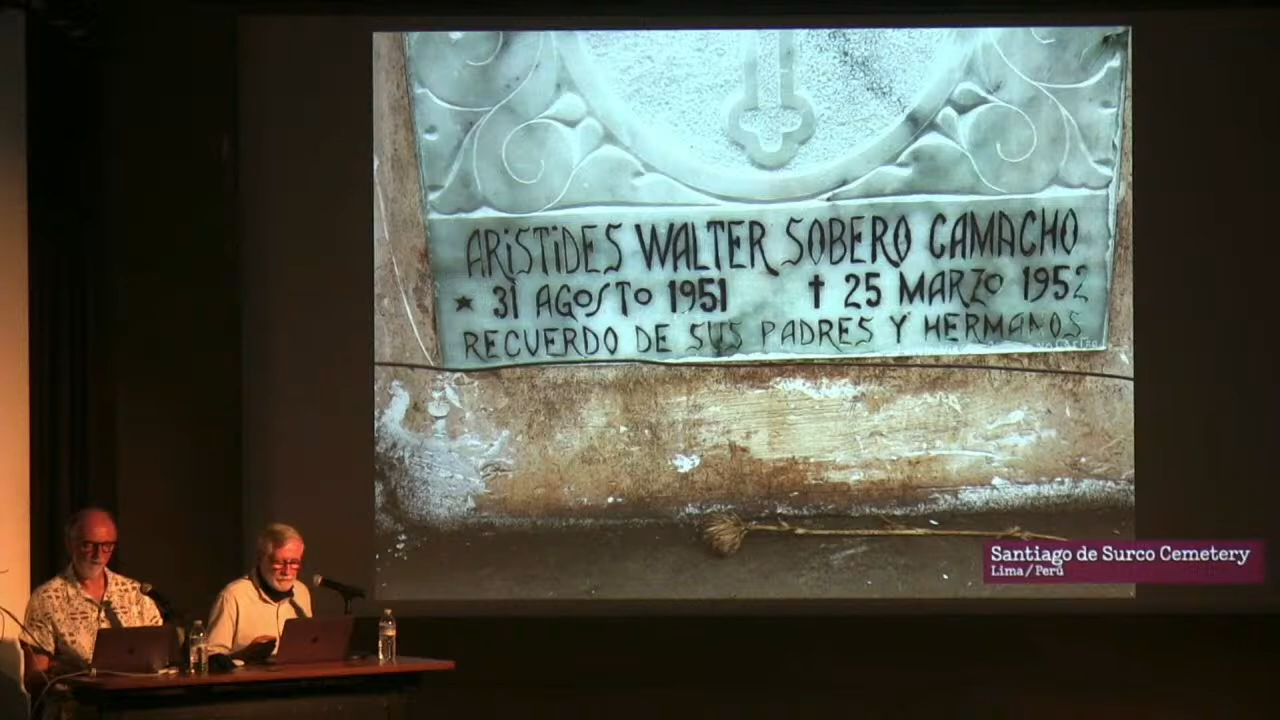 ARISTIDES WALTER SOBERO CAMACHO
★ 31 AGOSTO 1951 ✝ 25 MARZO 1952
RECUERDO DE SUS PADRES Y HERMANOS
Santiago de Surco Cemetery
Lima/Perú